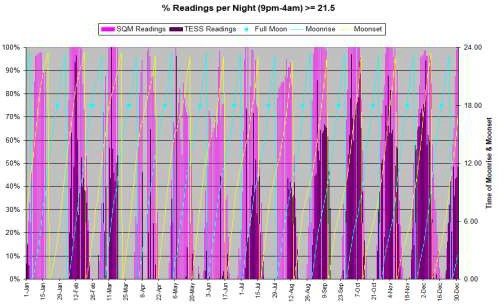 % Readings per Night (9pm-4am) >= 21.5
SQM Readings TESS Readings Full Moon Moonrise Moonset
100% 24.00
90%
80%
70% 18.00
60%
50% 12.00
40%
30%
20% 6.00
10%
0% 0.00
Time of Moonrise & Moonset
1-Jan 15-Jan 29-Jan 12-Feb 26-Feb 11-Mar 25-Mar 8-Apr 22-Apr 6-May 20-May 3-Jun 17-Jun 1-Jul 15-Jul 29-Jul 12-Aug 26-Aug 9-Sep 23-Sep 7-Oct 21-Oct 4-Nov 18-Nov 2-Dec 16-Dec 30-Dec